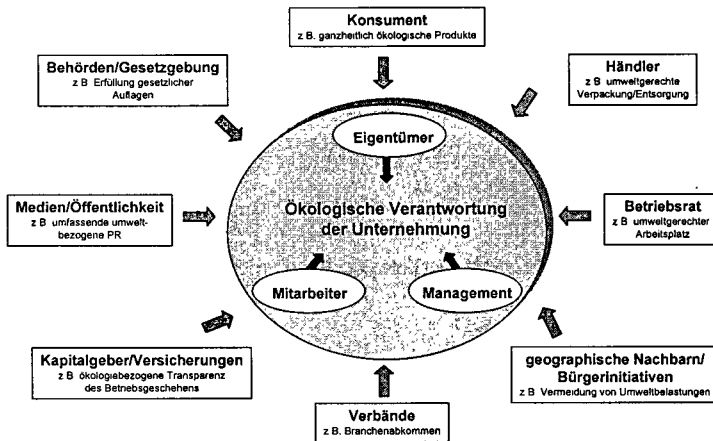 Konsument
z B. ganzheitlich ökologische Produkte
Behörden/Gesetzgebung
z B Erfüllung gesetzlicher
Auflagen
Händler
z B umweltgerechte
Verpackung/Entsorgung
Eigentümer
Medien/Öffentlichkeit
z B umfassende umwelt-
bezogene PR
Ökologische Verantwortung
der Unternehmung
Betriebsrat
z B umweltgerechter
Arbeitsplatz
Mitarbeiter
Management
Kapitalgeber/Versicherungen
z B ökologiebezogene Transparenz
des Betriebsgeschehens
geographische Nachbarn/
Bürgerinitiativen
z B Vermeidung von Umweltbelastungen
Verbände
z B. Branchenabkommen